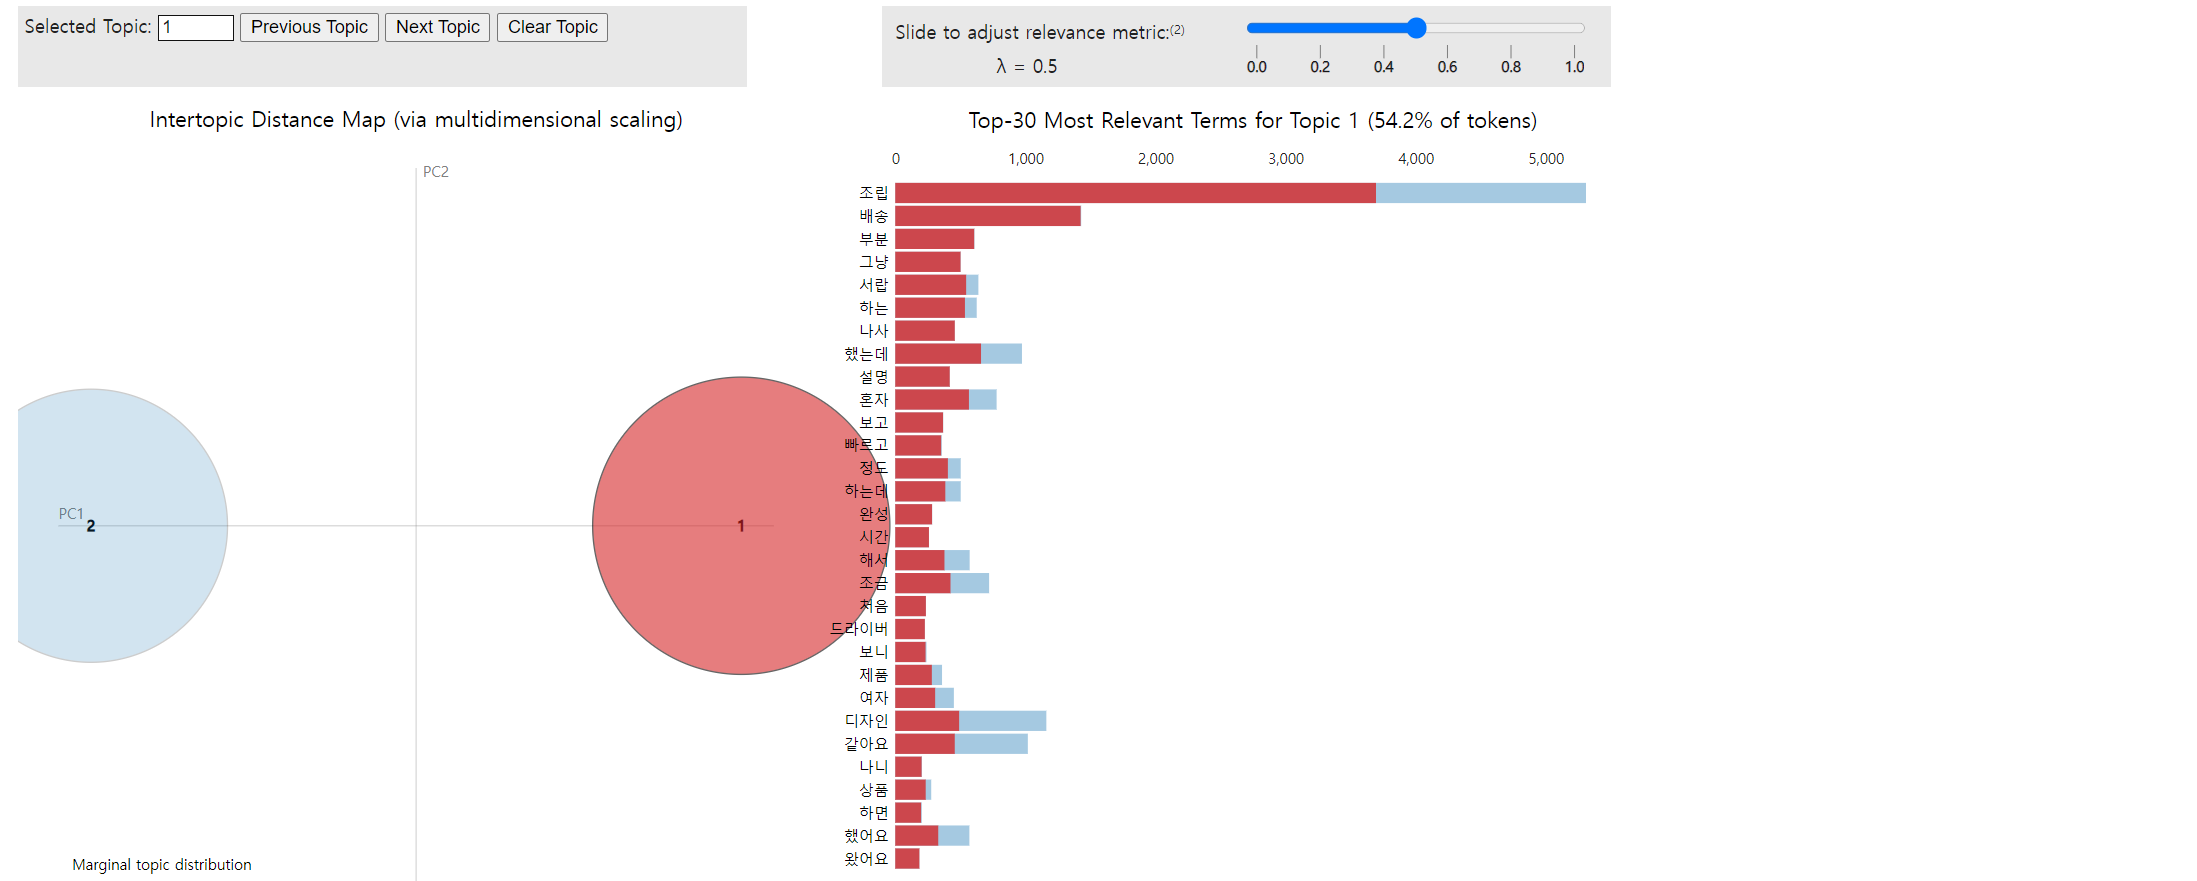 Selected Topic: 1 Previous Topic Next Topic Clear Topic
Slide to adjust relevance metric:(2)
λ = 0.5
0.0 0.2 0.4 0.6 0.8 1.0
Intertopic Distance Map (via multidimensional scaling)
PC2
PC1
2
1
Marginal topic distribution
Top-30 Most Relevant Terms for Topic 1 (54.2% of tokens)
0 1,000 2,000 3,000 4,000 5,000
조립
배송
부분
그냥
서랍
하는
나사
했는데
설명
혼자
보고
빠르고
정도
하는데
완성
시간
해서
조금
처음
드라이버
보니
제품
여자
디자인
같아요
나니
상품
하면
했어요
왔어요